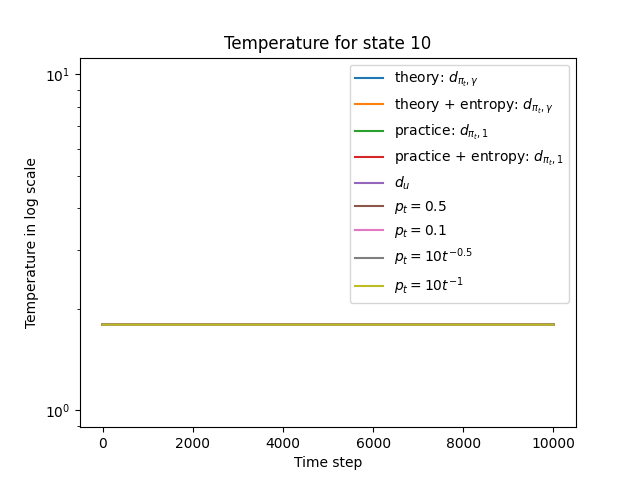 Temperature for state 10
Temperature in log scale
10¹
10⁰
theory: d_{π_t,γ}
theory + entropy: d_{π_t,γ}
practice: d_{π_t,1}
practice + entropy: d_{π_t,1}
d_u
p_t = 0.5
p_t = 0.1
p_t = 10t^{-0.5}
p_t = 10t^{-1}
0 2000 4000 6000 8000 10000
Time step